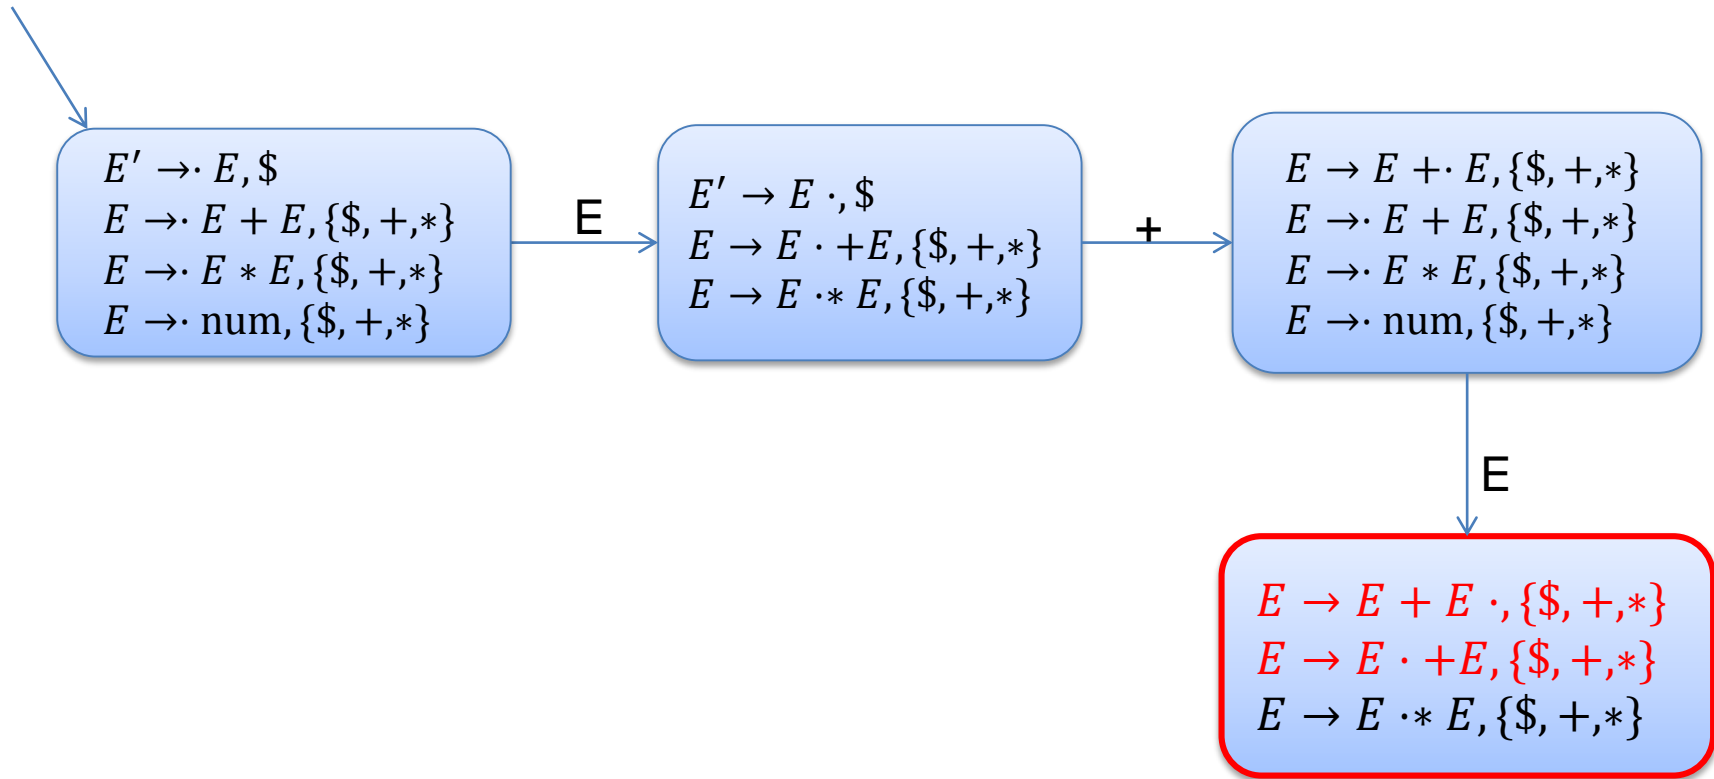 E′ →· E, $
E →· E + E, {$, +,∗}
E →· E ∗ E, {$, +,∗}
E →· num, {$, +,∗}
E
E′ → E ·, $
E → E · +E, {$, +,∗}
E → E ·∗ E, {$, +,∗}
+
E → E +· E, {$, +,∗}
E →· E + E, {$, +,∗}
E →· E ∗ E, {$, +,∗}
E →· num, {$, +,∗}
E
E → E + E ·, {$, +,∗}
E → E · +E, {$, +,∗}
E → E ·∗ E, {$, +,∗}